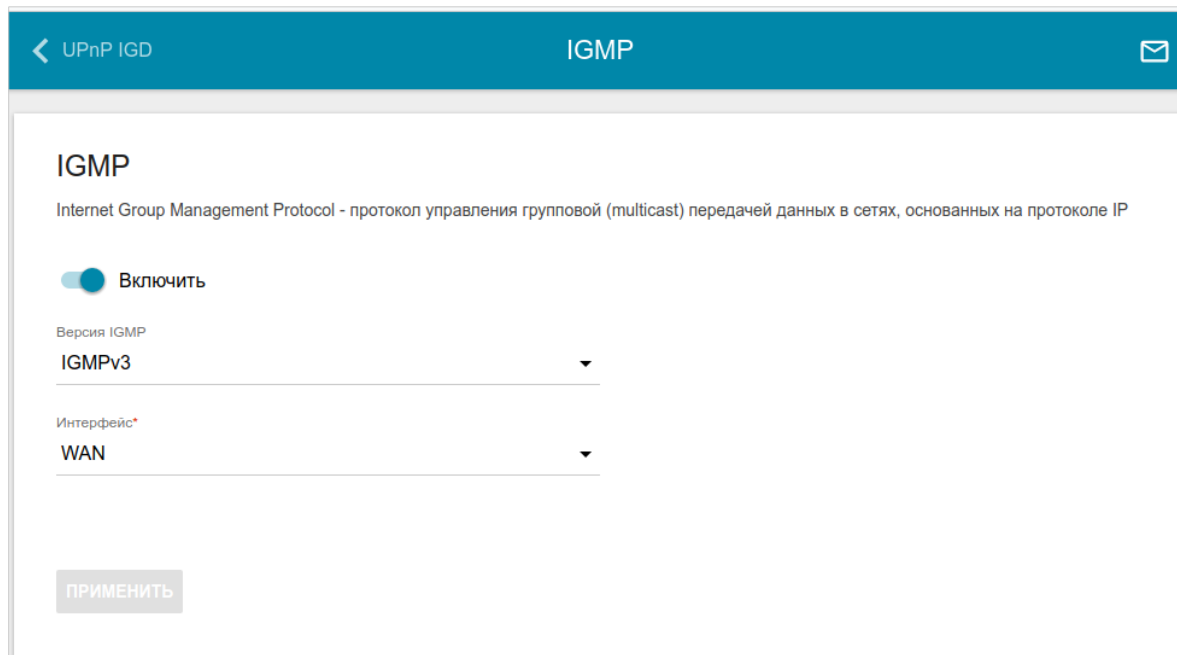 UPnP IGD
IGMP
IGMP
Internet Group Management Protocol - протокол управления групповой (multicast) передачей данных в сетях, основанных на протоколе IP
Включить
Версия IGMP
IGMPv3
Интерфейс*
WAN
ПРИМЕНИТЬ